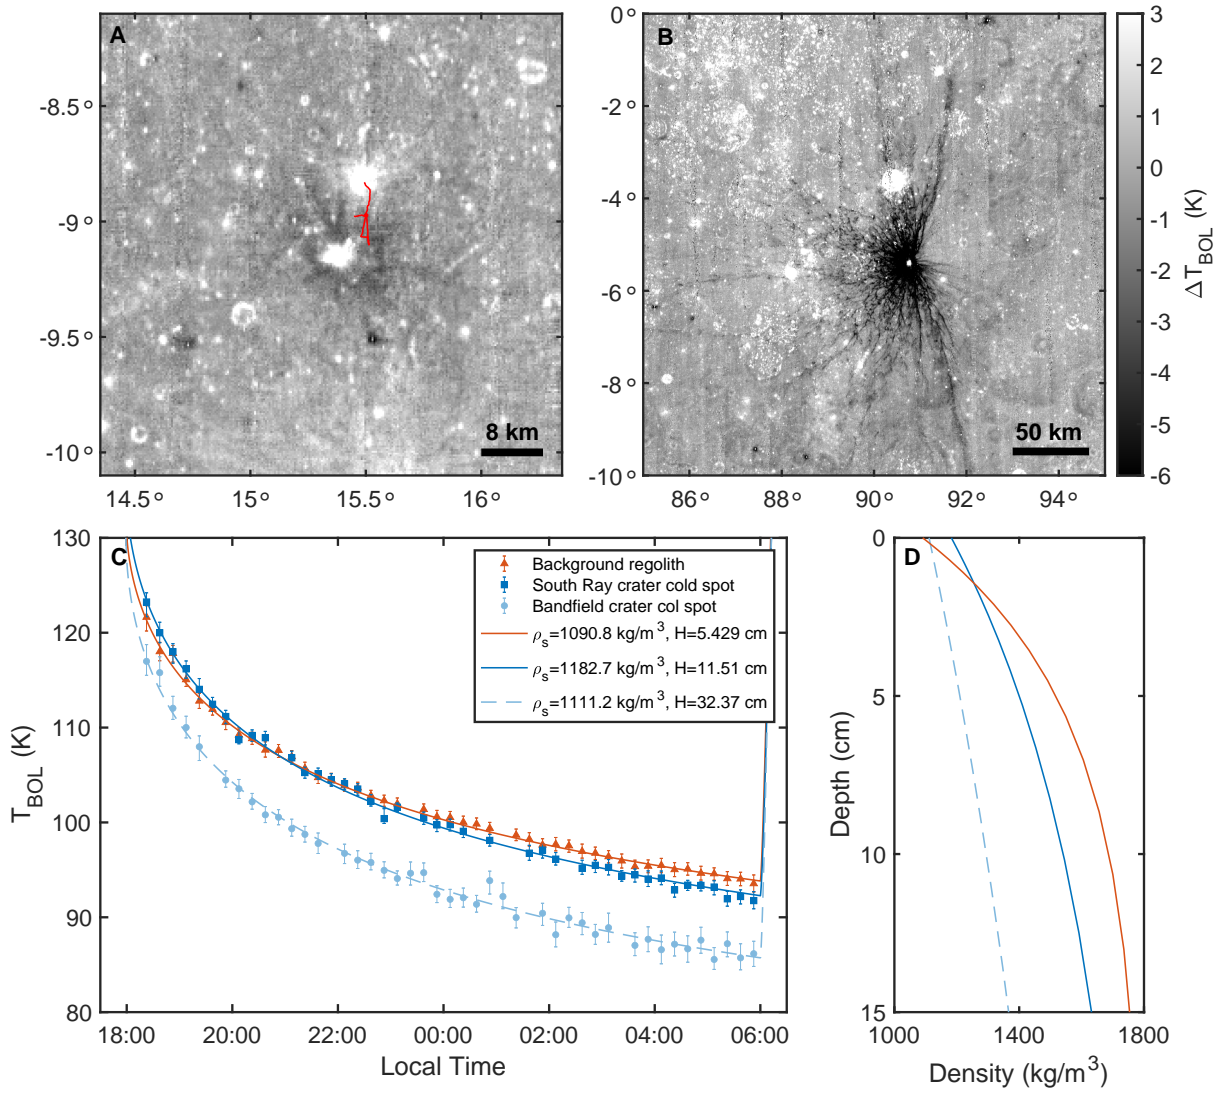 A
-8.5°
-9°
-9.5°
-10°
14.5°
15°
15.5°
16°
8 km
B
0°
-2°
-4°
-6°
-8°
-10°
86°
88°
90°
92°
94°
50 km
3
2
1
0
-1
-2
-3
-4
-5
-6
Δ T_BOL (K)
C
130
120
110
100
90
80
T_BOL (K)
18:00
20:00
22:00
00:00
02:00
04:00
06:00
Local Time
Background regolith
South Ray crater cold spot
Bandfield crater col spot
ρ_s=1090.8 kg/m³, H=5.429 cm
ρ_s=1182.7 kg/m³, H=11.51 cm
ρ_s=1111.2 kg/m³, H=32.37 cm
D
0
5
10
15
Depth (cm)
1000
1400
1800
Density (kg/m³)